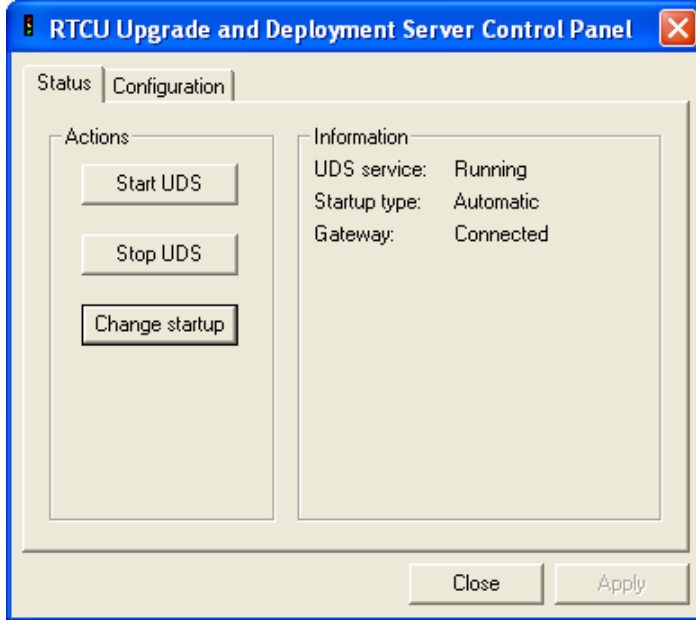 RTCU Upgrade and Deployment Server Control Panel
Status
Configuration
Actions
Start UDS
Stop UDS
Change startup
Information
UDS service: Running
Startup type: Automatic
Gateway: Connected
Close
Apply